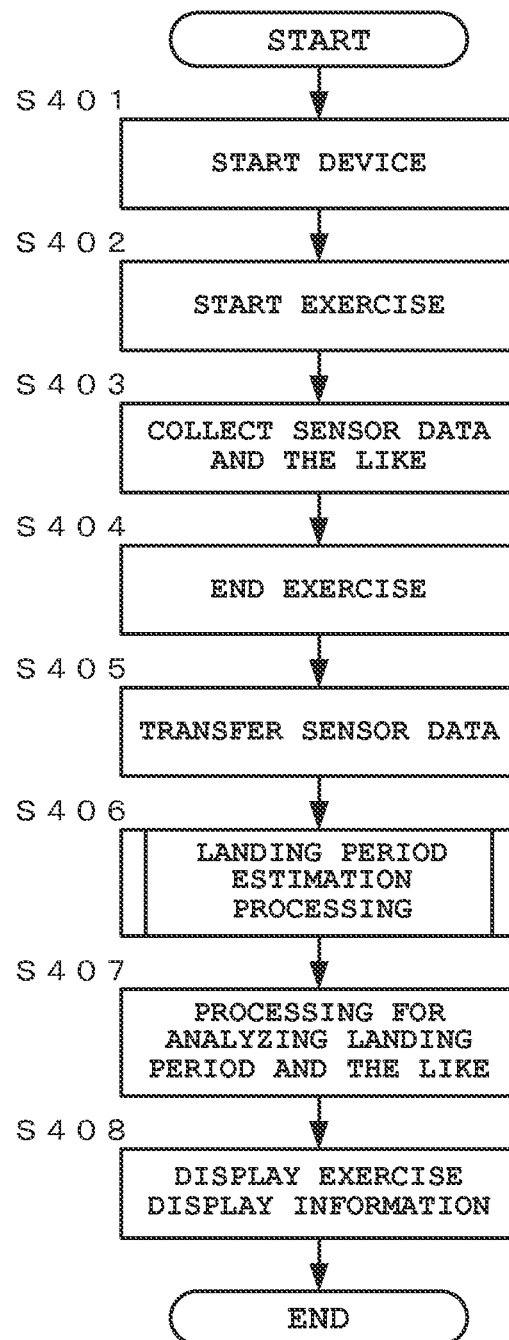 START
S401
START DEVICE
S402
START EXERCISE
S403
COLLECT SENSOR DATA
AND THE LIKE
S404
END EXERCISE
S405
TRANSFER SENSOR DATA
S406
LANDING PERIOD
ESTIMATION
PROCESSING
S407
PROCESSING FOR
ANALYZING LANDING
PERIOD AND THE LIKE
S408
DISPLAY EXERCISE
DISPLAY INFORMATION
END